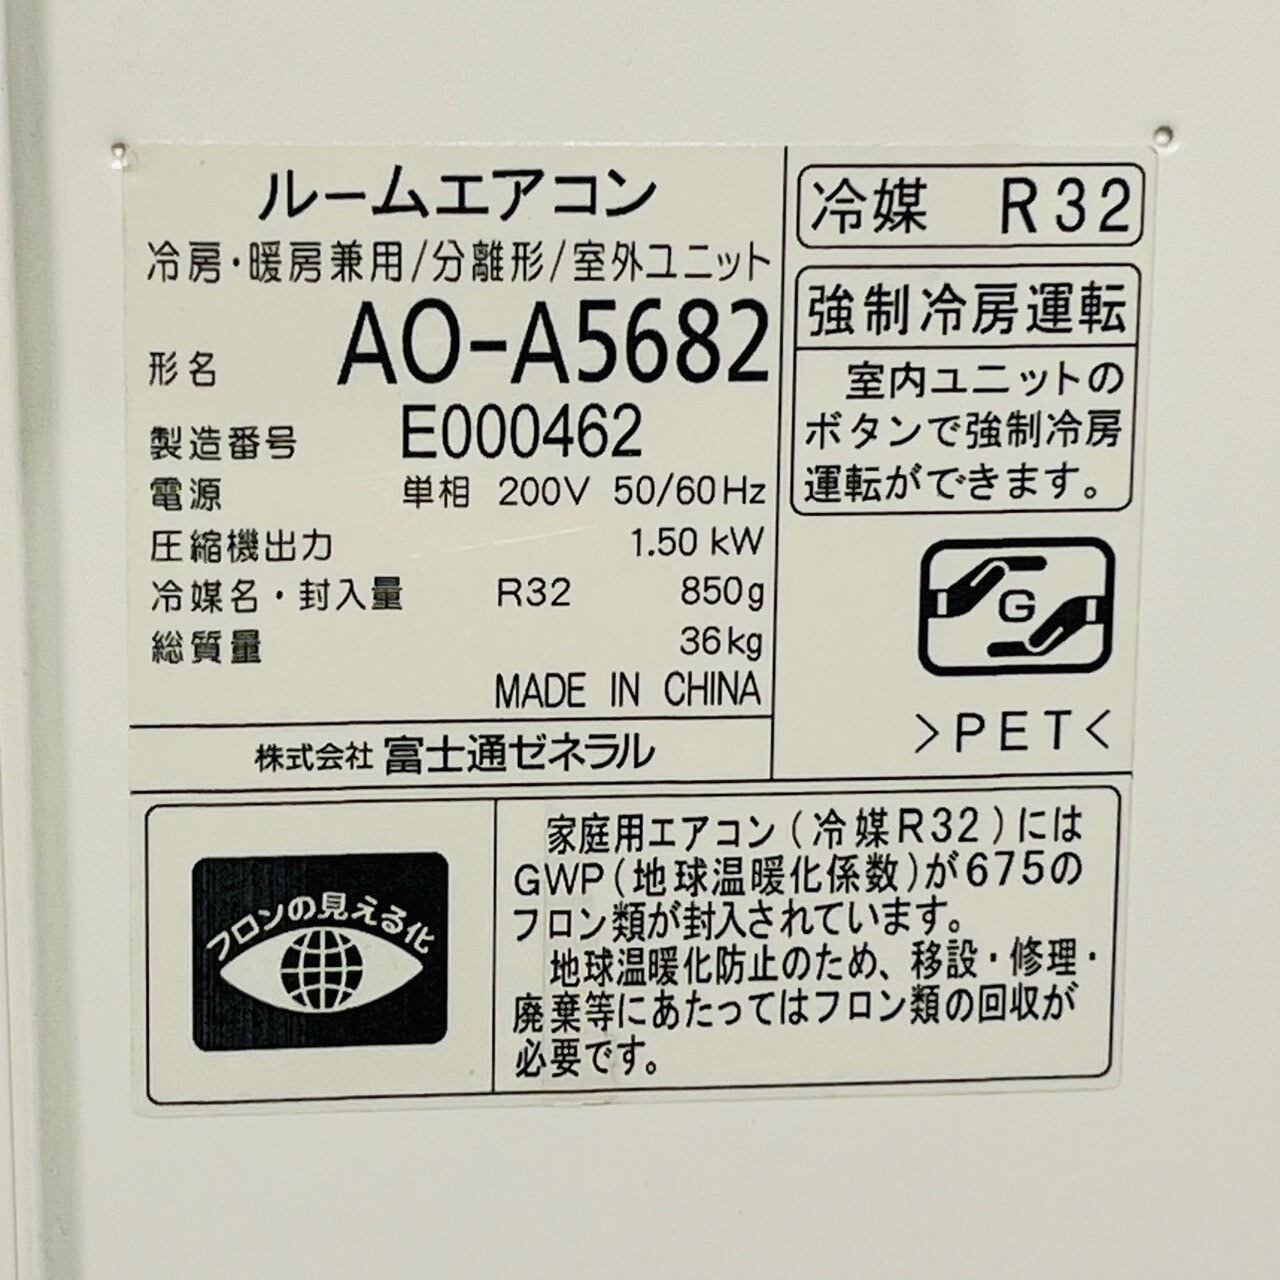 ルームエアコン
冷房・暖房兼用/分離形/室外ユニット
形名 AO-A5682
製造番号 E000462
電源 単相 200V 50/60Hz
圧縮機出力 1.50 kW
冷媒名・封入量 R32 850g
総質量 36kg
MADE IN CHINA
株式会社 富士通ゼネラル
冷媒 R32
強制冷房運転
室内ユニットの
ボタンで強制冷房
運転ができます。
G
>PET<
フロンの見える化
家庭用エアコン(冷媒R32)には
GWP(地球温暖化係数)が675の
フロン類が封入されています。
地球温暖化防止のため、移設・修理・
廃棄等にあたってはフロン類の回収が
必要です。